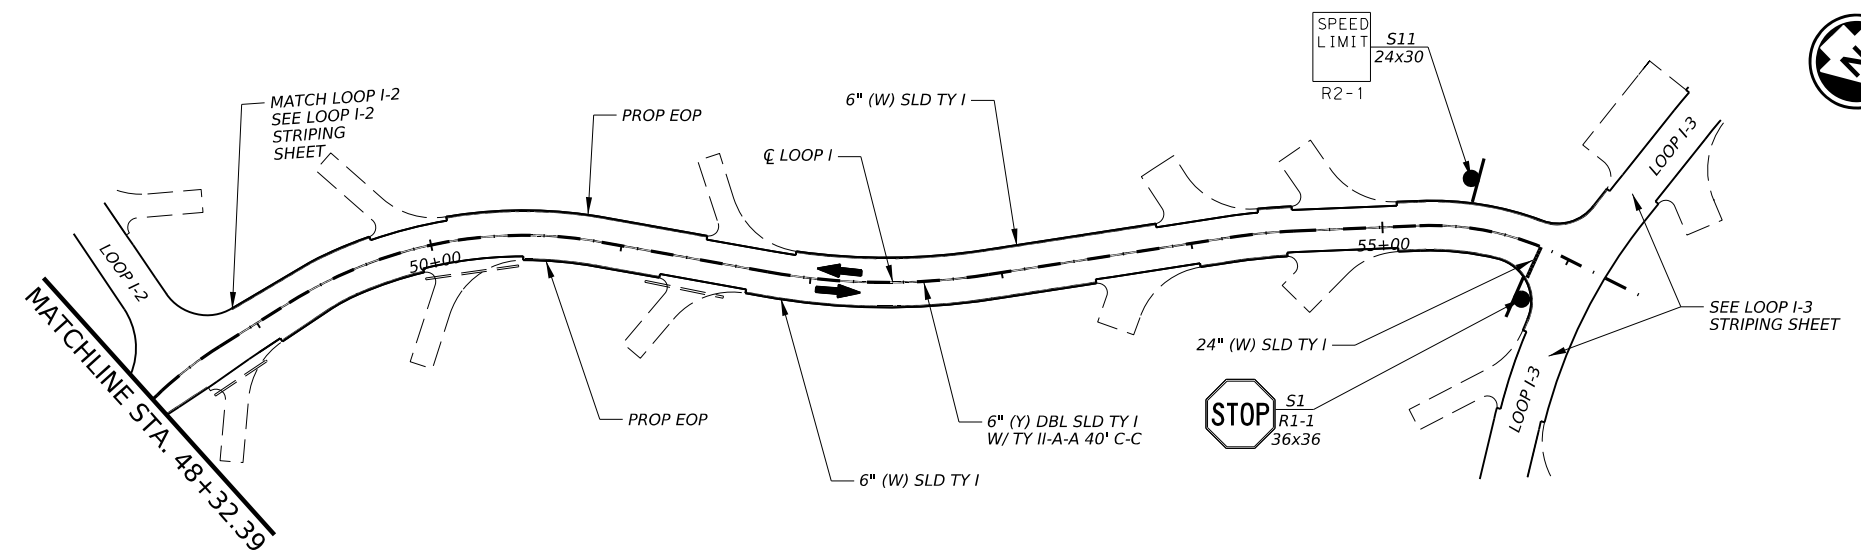 SPEED
LIMIT
R2-1
S11
24x30
N
MATCH LOOP I-2
SEE LOOP I-2
STRIPING
SHEET
PROP EOP
6" (W) SLD TY I
℄ LOOP I
LOOP I-3
LOOP I-2
50+00
55+00
SEE LOOP I-3
STRIPING SHEET
24" (W) SLD TY I
MATCHLINE STA. 48+32.39
STOP
S1
R1-1
36x36
LOOP I-3
PROP EOP
6" (Y) DBL SLD TY I
W/ TY II-A-A 40' C-C
6" (W) SLD TY I